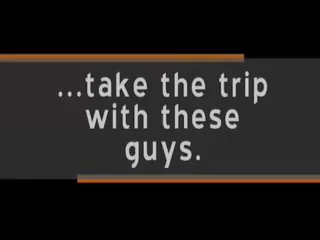 ...take the trip
with these
guys.